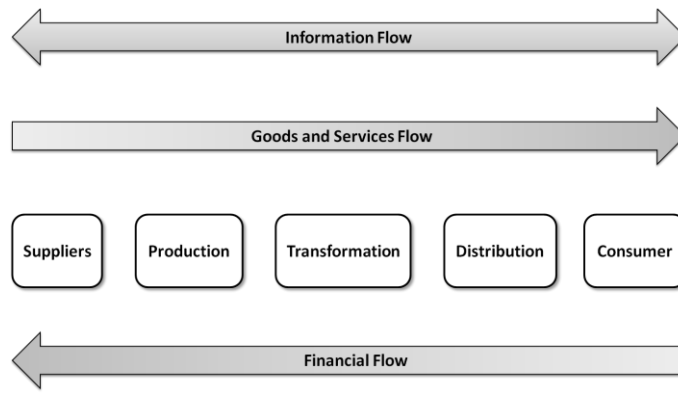 Information Flow
Goods and Services Flow
Suppliers
Production
Transformation
Distribution
Consumer
Financial Flow